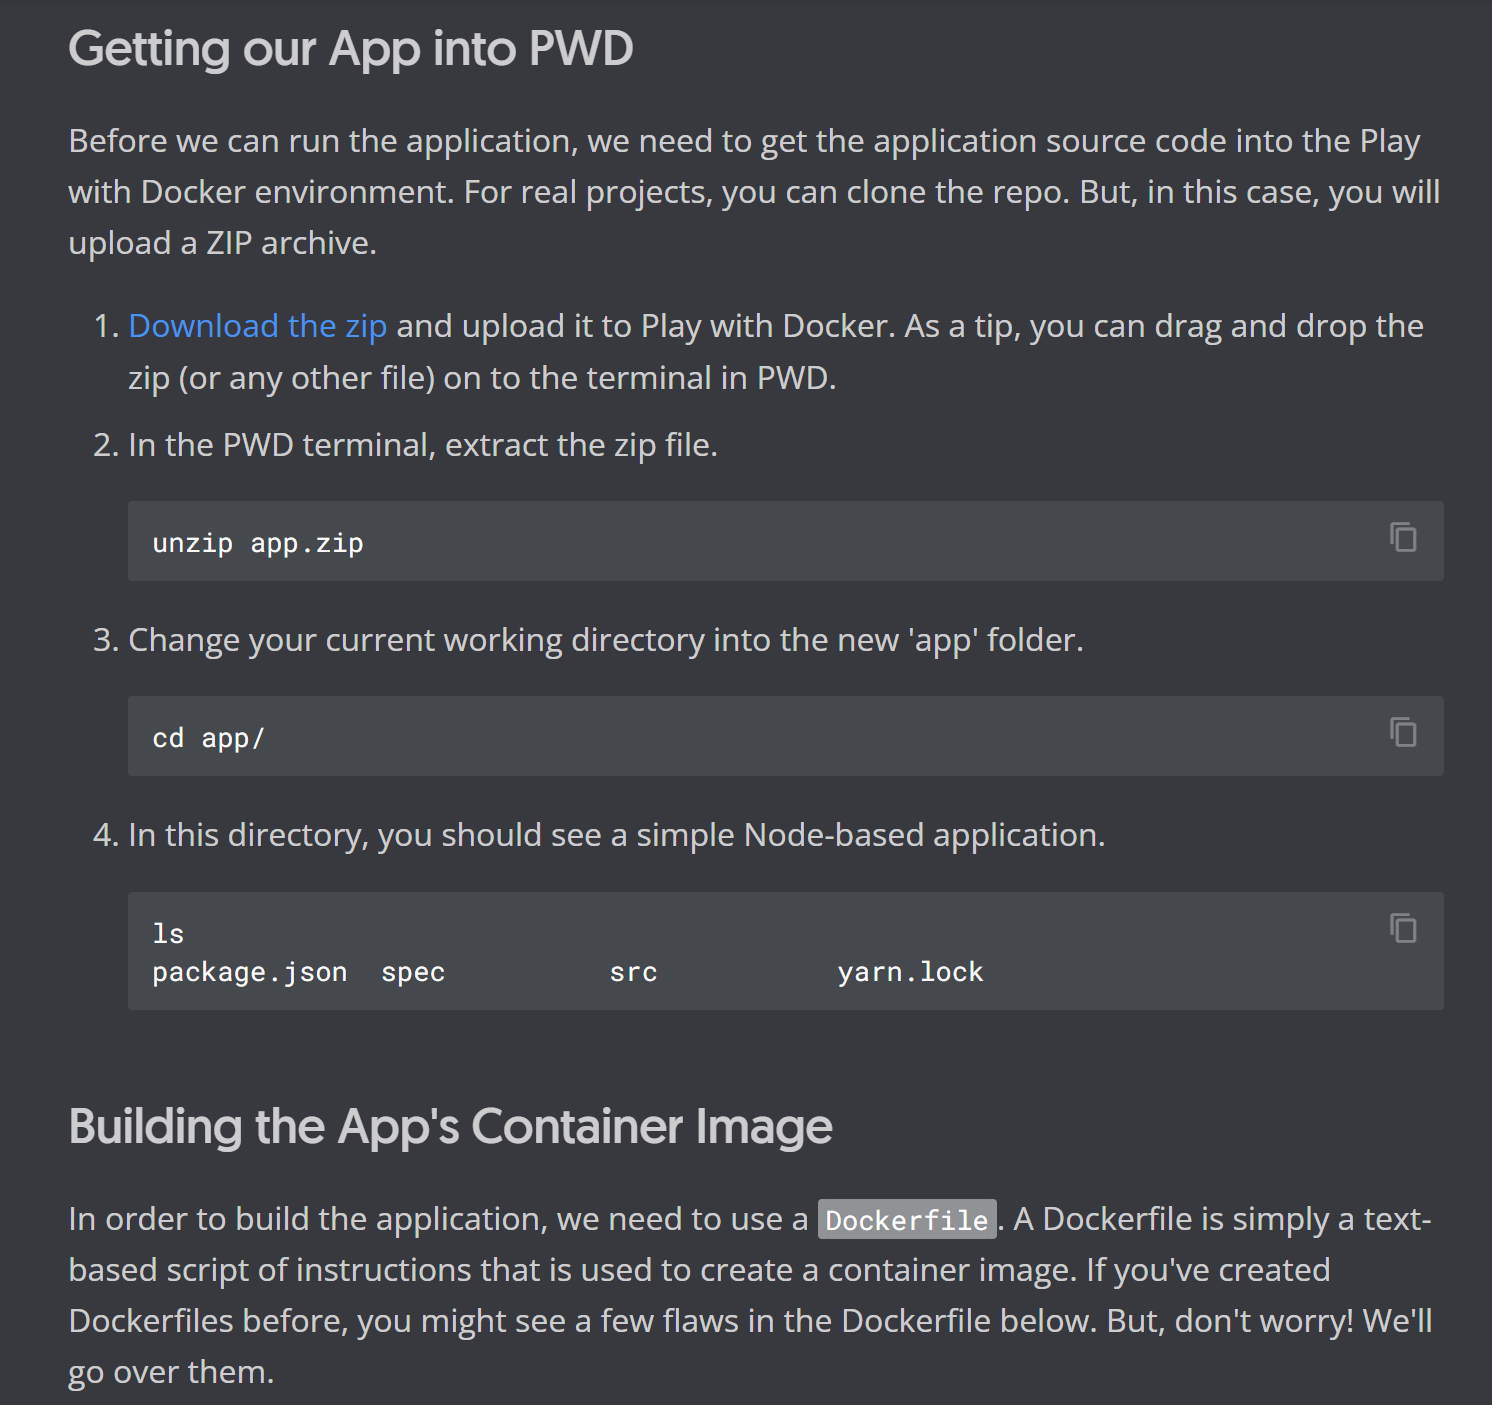 Getting our App into PWD
Before we can run the application, we need to get the application source code into the Play
with Docker environment. For real projects, you can clone the repo. But, in this case, you will
upload a ZIP archive.
1. Download the zip and upload it to Play with Docker. As a tip, you can drag and drop the
zip (or any other file) on to the terminal in PWD.
2. In the PWD terminal, extract the zip file.
unzip app.zip
3. Change your current working directory into the new 'app' folder.
cd app/
4. In this directory, you should see a simple Node-based application.
ls
package.json  spec          src           yarn.lock
Building the App's Container Image
In order to build the application, we need to use a Dockerfile. A Dockerfile is simply a text-
based script of instructions that is used to create a container image. If you've created
Dockerfiles before, you might see a few flaws in the Dockerfile below. But, don't worry! We'll
go over them.